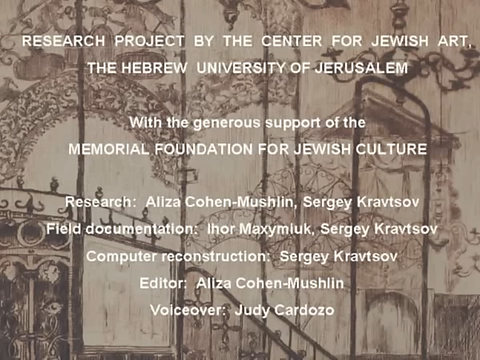 RESEARCH PROJECT BY THE CENTER FOR JEWISH ART,
THE HEBREW UNIVERSITY OF JERUSALEM
With the generous support of the
MEMORIAL FOUNDATION FOR JEWISH CULTURE
Research: Aliza Cohen-Mushlin, Sergey Kravtsov
Field documentation: Ihor Maxymiuk, Sergey Kravtsov
Computer reconstruction: Sergey Kravtsov
Editor: Aliza Cohen-Mushlin
Voiceover: Judy Cardozo